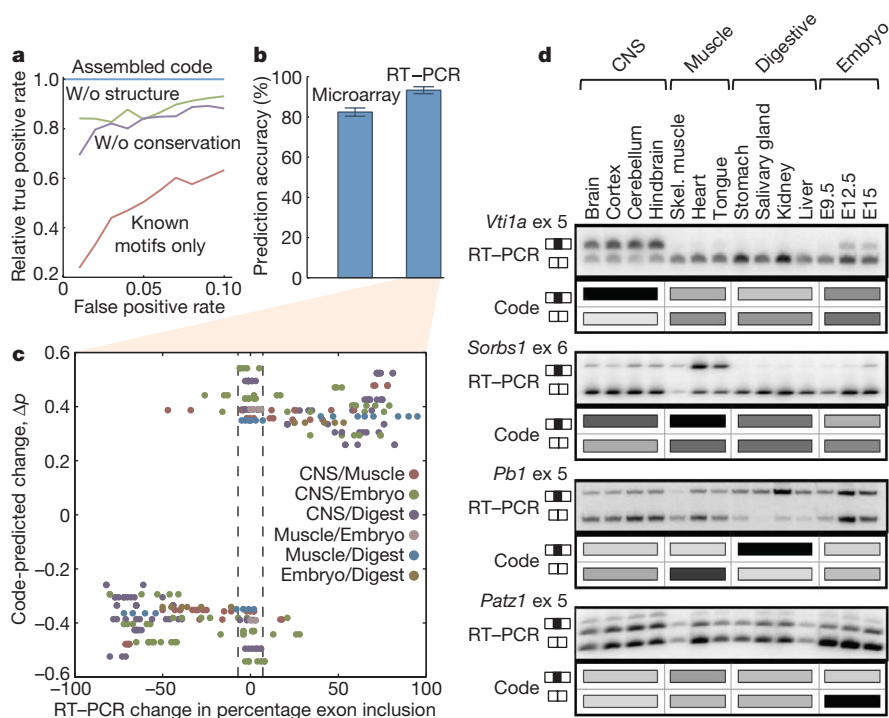 a
Relative true positive rate
1.0
0.8
0.6
0.4
0.2
Assembled code
W/o structure
W/o conservation
Known
motifs only
0
0.05
0.10
False positive rate
b
Prediction accuracy (%)
100
80
60
40
20
0
Microarray
RT–PCR
c
Code-predicted change, Δp
0.6
0.4
0.2
0
−0.2
−0.4
−0.6
CNS/Muscle
CNS/Embryo
CNS/Digest
Muscle/Embryo
Muscle/Digest
Embryo/Digest
−100
−50
0
50
100
RT–PCR change in percentage exon inclusion
d
CNS
Muscle
Digestive
Embryo
Brain
Cortex
Cerebellum
Hindbrain
Skel. muscle
Heart
Tongue
Stomach
Salivary gland
Kidney
Liver
E9.5
E12.5
E15
Vti1a ex 5
RT–PCR
Code
Sorbs1 ex 6
RT–PCR
Code
Pb1 ex 5
RT–PCR
Code
Patz1 ex 5
RT–PCR
Code